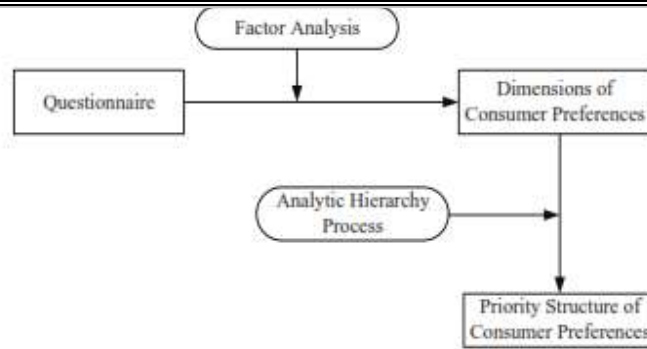 Factor Analysis
Questionnaire
Dimensions of
Consumer Preferences
Analytic Hierarchy
Process
Priority Structure of
Consumer Preferences